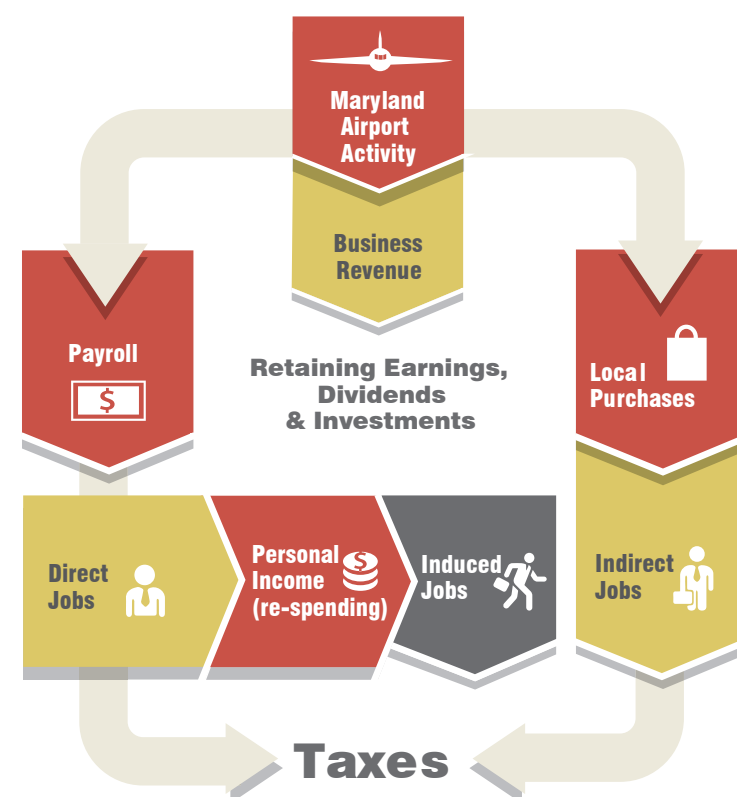 Maryland
Airport
Activity
Business
Revenue
Payroll
$
Retaining Earnings,
Dividends
& Investments
Local
Purchases
Direct
Jobs
Personal
Income
(re-spending)
$
Induced
Jobs
Indirect
Jobs
Taxes